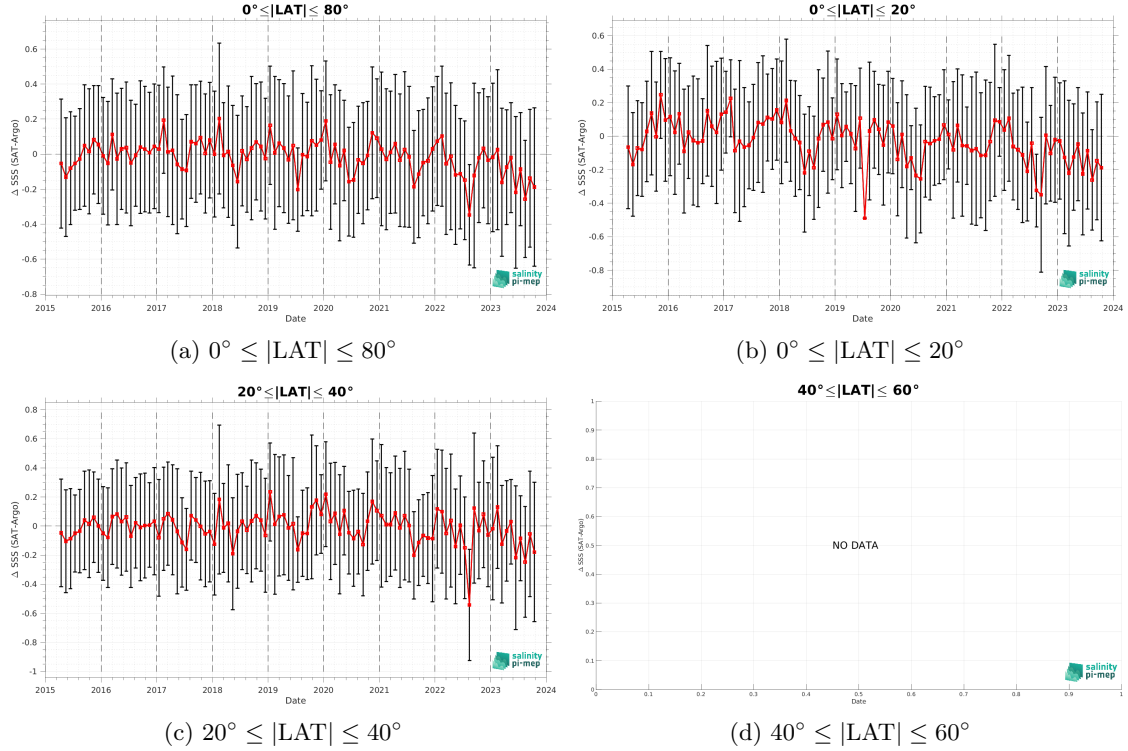 0°≤|LAT|≤ 80°
Δ SSS (SAT-Argo)
0.6
0.4
0.2
0
-0.2
-0.4
-0.6
-0.8
2015 2016 2017 2018 2019 2020 2021 2022 2023 2024
Date
salinity
pi-mep
(a) 0° ≤ |LAT| ≤ 80°
0°≤|LAT|≤ 20°
Δ SSS (SAT-Argo)
0.6
0.4
0.2
0
-0.2
-0.4
-0.6
-0.8
2015 2016 2017 2018 2019 2020 2021 2022 2023 2024
Date
salinity
pi-mep
(b) 0° ≤ |LAT| ≤ 20°
20°≤|LAT|≤ 40°
Δ SSS (SAT-Argo)
0.8
0.6
0.4
0.2
0
-0.2
-0.4
-0.6
-0.8
-1
2015 2016 2017 2018 2019 2020 2021 2022 2023 2024
Date
salinity
pi-mep
(c) 20° ≤ |LAT| ≤ 40°
40°≤|LAT|≤ 60°
Δ SSS (SAT-Argo)
1
0.9
0.8
0.7
0.6
0.5
0.4
0.3
0.2
0.1
0
NO DATA
0 0.1 0.2 0.3 0.4 0.5 0.6 0.7 0.8 0.9 1
Date
salinity
pi-mep
(d) 40° ≤ |LAT| ≤ 60°